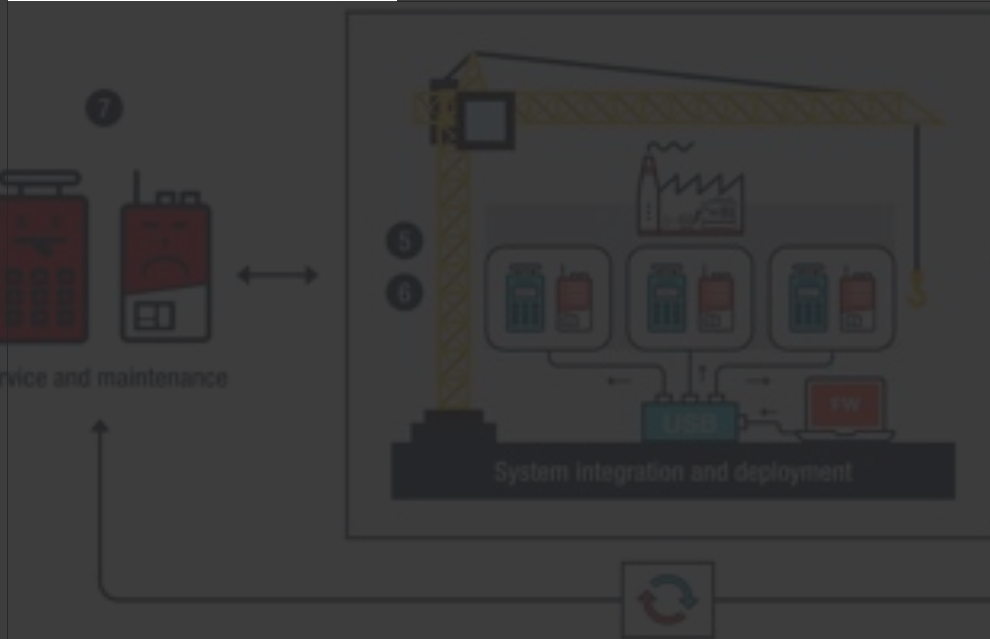 7
5
6
rvice and maintenance
FW
USB
System integration and deployment